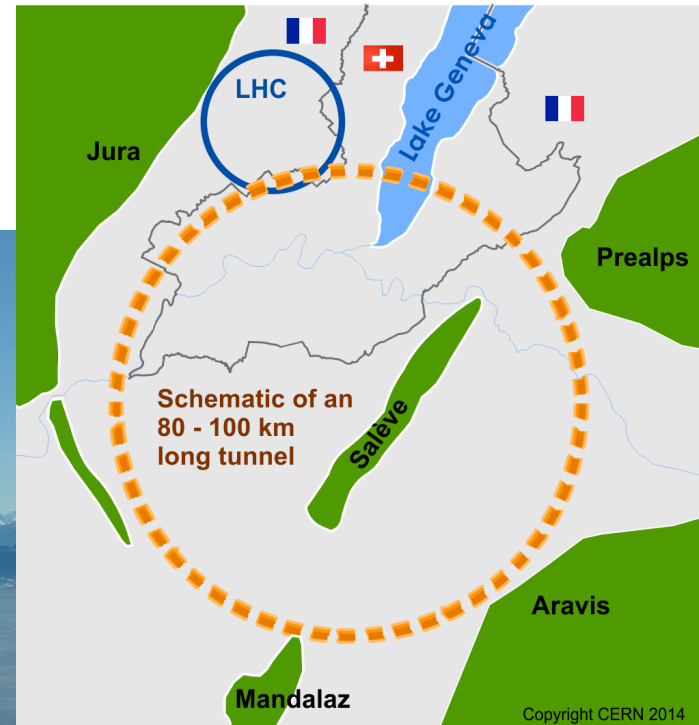 LHC
Lake Geneva
Jura
Prealps
Schematic of an
80 - 100 km
long tunnel
Salève
Aravis
Mandalaz
Copyright CERN 2014